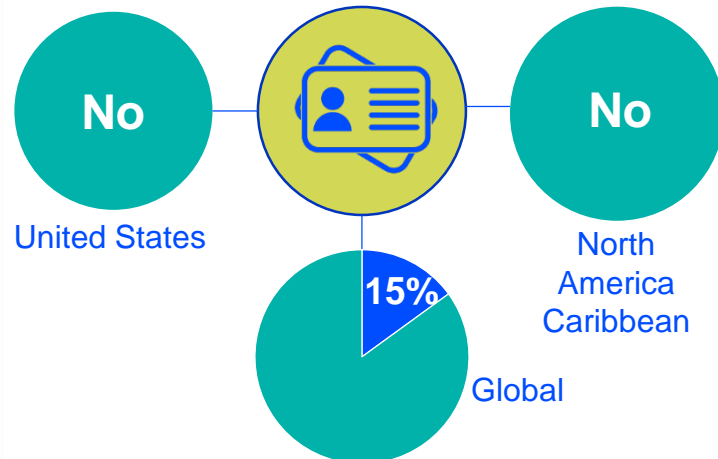 No
No
United States
North
America
Caribbean
15%
Global